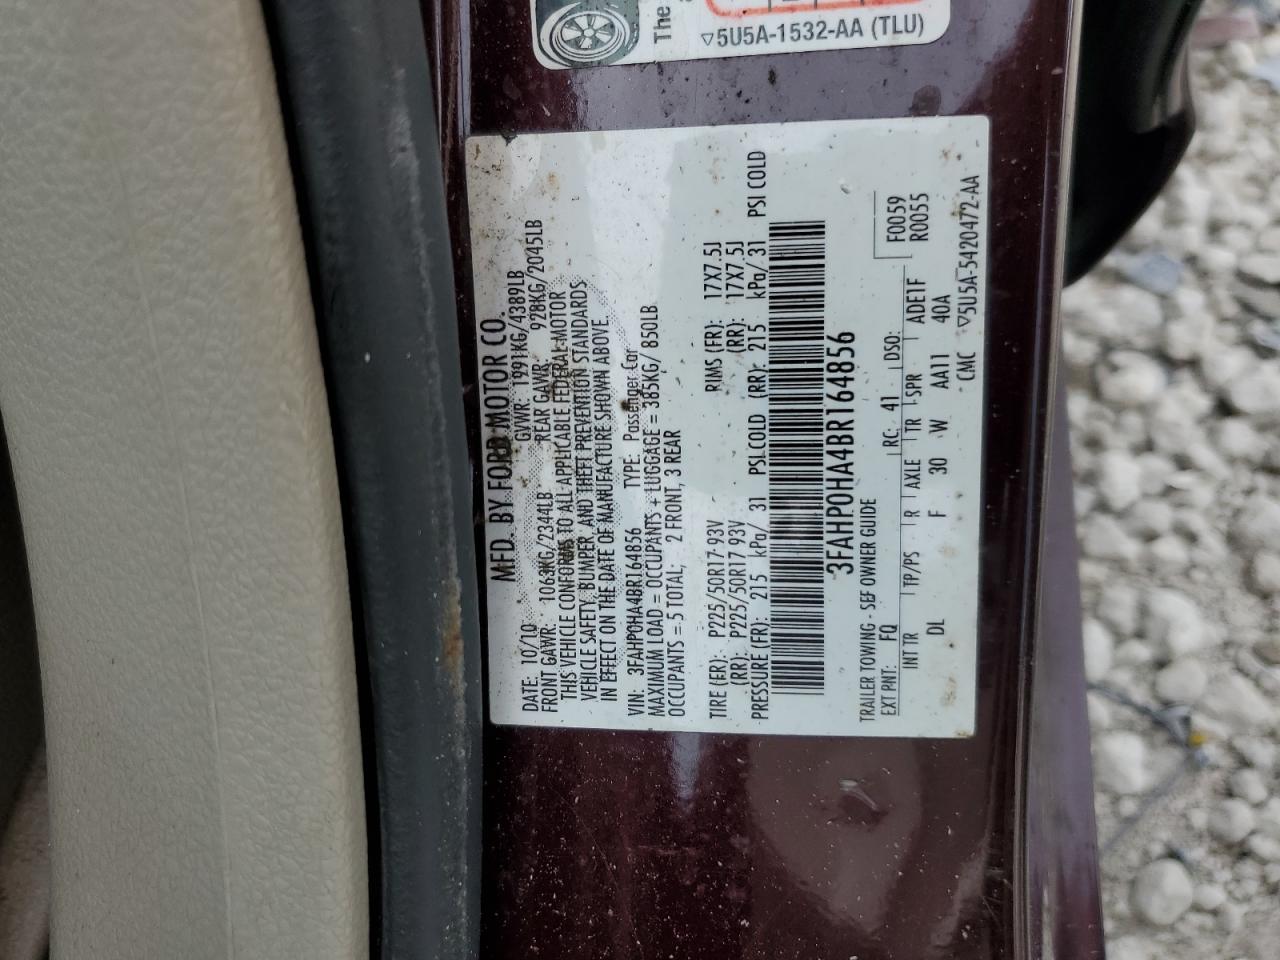 The
▽5U5A-1532-AA (TLU)
MFD. BY FORD MOTOR CO.
DATE: 10/10 GVWR: 1991KG/4389LB
FRONT GAWR: 1063KG/2344LB REAR GAWR: 928KG/2045LB
THIS VEHICLE CONFORMS TO ALL APPLICABLE FEDERAL MOTOR
VEHICLE SAFETY, BUMPER, AND THEFT PREVENTION STANDARDS
IN EFFECT ON THE DATE OF MANUFACTURE SHOWN ABOVE.
VIN: 3FAHP0HA4BR164856 TYPE: Passenger Car
MAXIMUM LOAD = OCCUPANTS + LUGGAGE = 385KG/ 850LB
OCCUPANTS = 5 TOTAL; 2 FRONT, 3 REAR
TIRE (FR): P225/50R17 93V RIMS (FR): 17X7.5J
(RR): P225/50R17 93V (RR): 17X7.5J
PRESSURE (FR): 215 kPa/ 31 PSI COLD (RR): 215 kPa/ 31 PSI COLD
3FAHP0HA4BR164856
TRAILER TOWING - SEE OWNER GUIDE F0059
EXT PNT: FQ RC: 41 DSO: R0055
INT TR TP/PS R AXLE TR SPR ADE1F
DL F 30 W AA11 40A
CMC ▽5U5A-5420472-AA